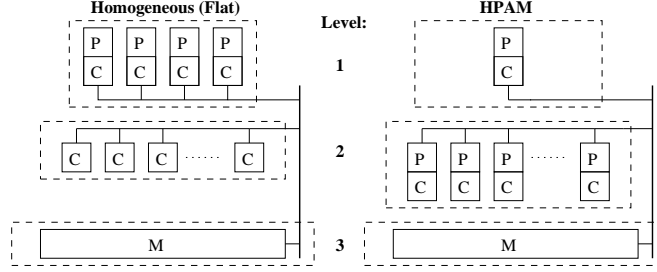 Homogeneous (Flat)
Level:
HPAM
P P P P
C C C C
1
P
C
C C C ...... C
2
P P P ...... P
C C C C
M
3
M